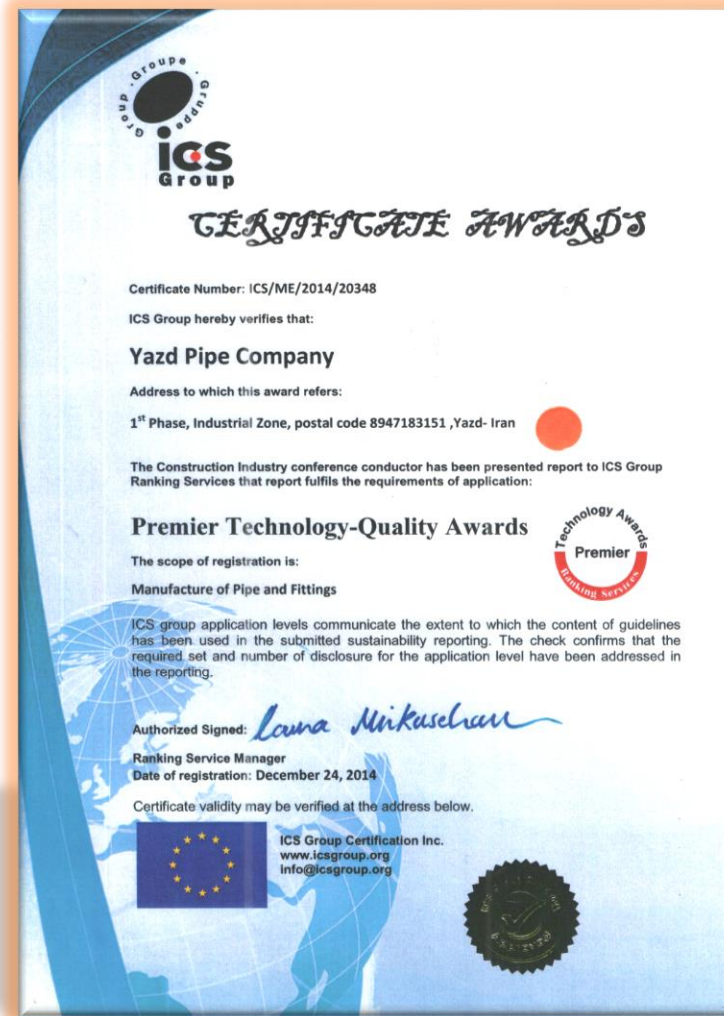 Group . Groupe . Gruppe
ics
Group
CERTIFICATE AWARDS
Certificate Number: ICS/ME/2014/20348
ICS Group hereby verifies that:
Yazd Pipe Company
Address to which this award refers:
1st Phase, Industrial Zone, postal code 8947183151 ,Yazd- Iran
The Construction Industry conference conductor has been presented report to ICS Group
Ranking Services that report fulfils the requirements of application:
Premier Technology-Quality Awards
Technology Awards
Premier
Ranking Services
The scope of registration is:
Manufacture of Pipe and Fittings
ICS group application levels communicate the extent to which the content of guidelines
has been used in the submitted sustainability reporting. The check confirms that the
required set and number of disclosure for the application level have been addressed in
the reporting.
Authorized Signed:
Ranking Service Manager
Date of registration: December 24, 2014
Certificate validity may be verified at the address below.
ICS Group Certification Inc.
www.icsgroup.org
info@icsgroup.org